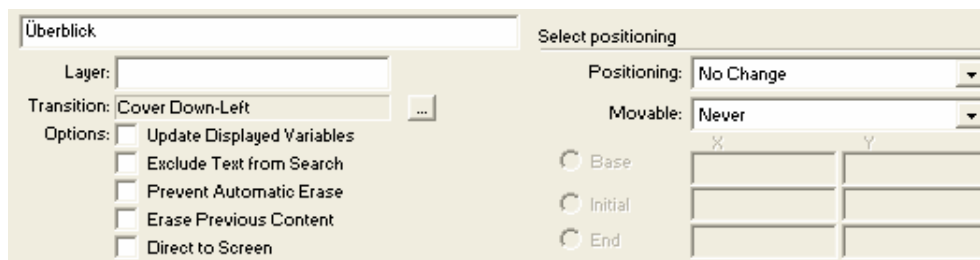 Überblick
Layer:
Transition: Cover Down-Left ...
Options: Update Displayed Variables
Exclude Text from Search
Prevent Automatic Erase
Erase Previous Content
Direct to Screen
Select positioning
Positioning: No Change
Movable: Never
X Y
Base
Initial
End